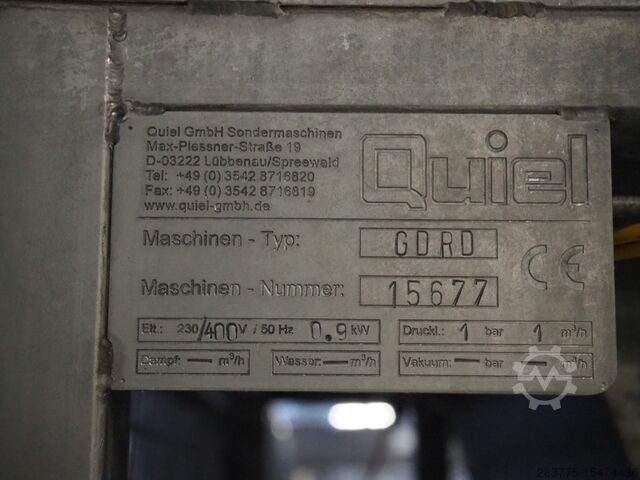 Quiel GmbH Sondermaschinen
Max-Plessner-Straße 19
D-03222 Lübbenau/Spreewald
Tel: +49 (0) 3542 8716820
Fax: +49 (0) 3542 8716819
www.quiel-gmbh.de
Quiel
Maschinen - Typ: GDRD
CE
Maschinen - Nummer: 15677
Elt.: 230/400V / 50 Hz 0.9 kW
Druckl.: 1 bar 1 m³/h
Dampf: — m³/h
Wasser: — m³/h
Vakuum: — — m³/h